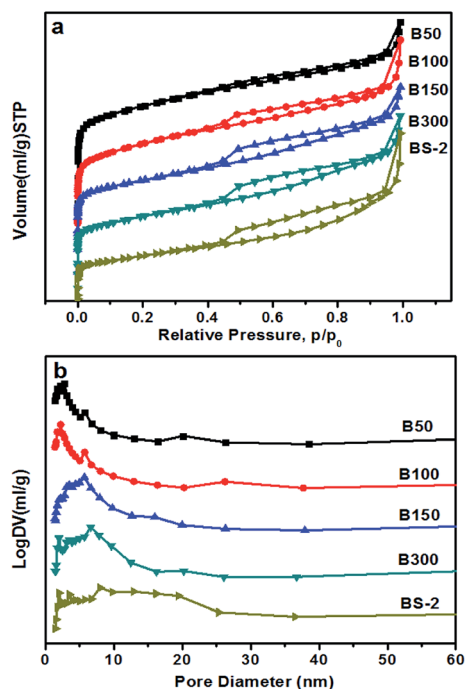 a
B50
B100
B150
B300
BS-2
Volume(ml/g)STP
0.0 0.2 0.4 0.6 0.8 1.0
Relative Pressure, p/p₀
b
B50
B100
B150
B300
BS-2
LogDV(ml/g)
0 10 20 30 40 50 60
Pore Diameter (nm)